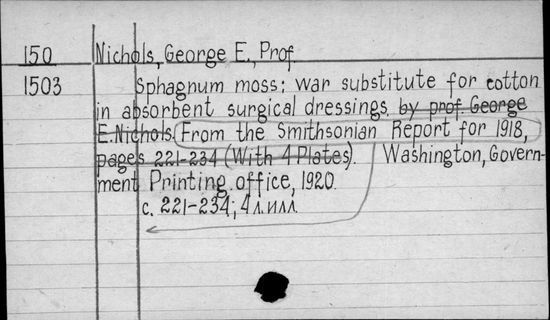 150 Nichols, George E., Prof.
1503 Sphagnum moss: war substitute for cotton
in absorbent surgical dressings by prof. George
E. Nichols. (From the Smithsonian Report for 1918,
pages 221-234 (With 4 Plates). Washington, Govern-
ment Printing office, 1920.
c. 221-234; 4 л. илл.